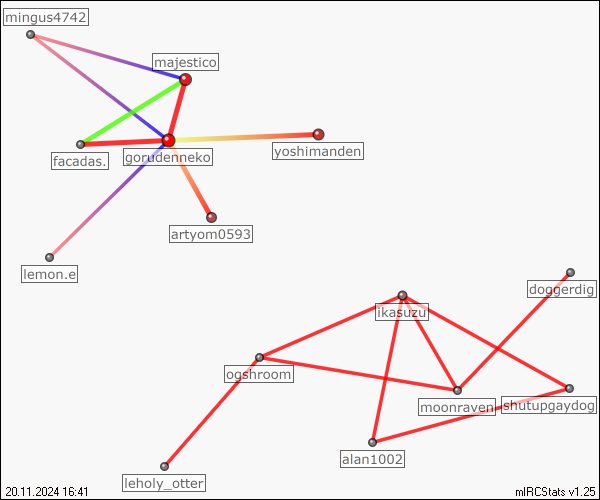 mingus4742
majestico
yoshimanden
facadas.
gorudenneko
artyom0593
lemon.e
doggerdig
ikasuzu
ogshroom
moonraven
shutupgaydog
alan1002
leholy_otter
20.11.2024 16:41
mIRCStats v1.25